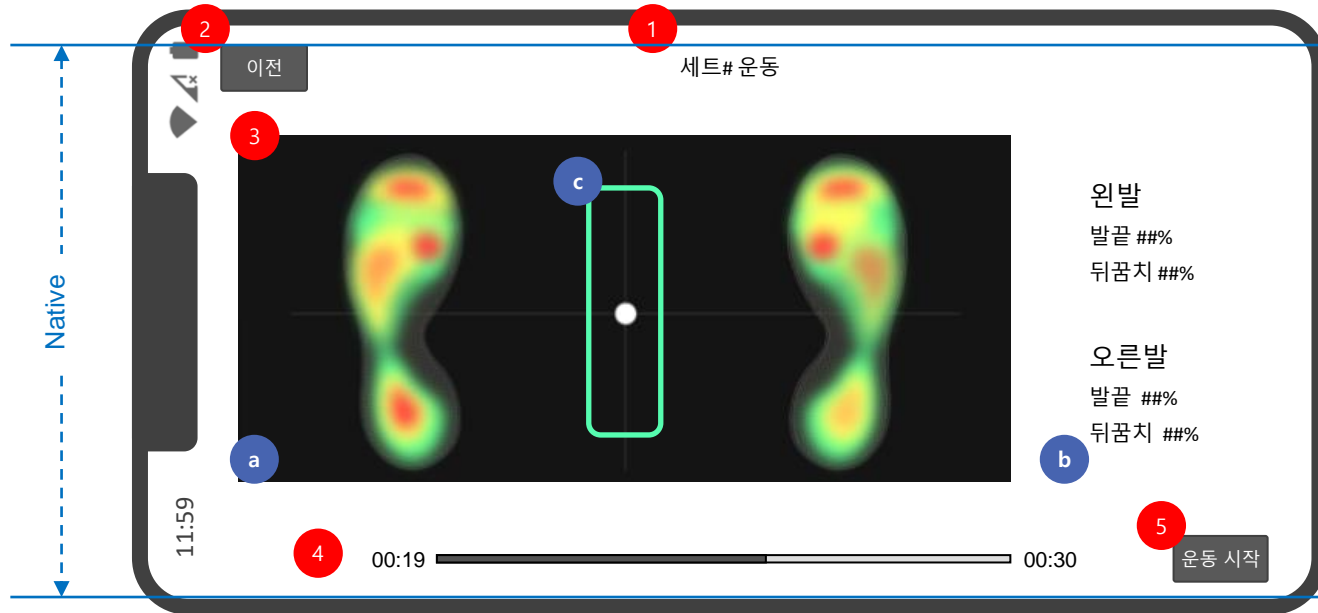 2
1
이전
세트# 운동
3
c
왼발
발끝 ##%
뒤꿈치 ##%
Native
오른발
발끝 ##%
뒤꿈치 ##%
a
b
11:59
4
00:19
00:30
5
운동 시작